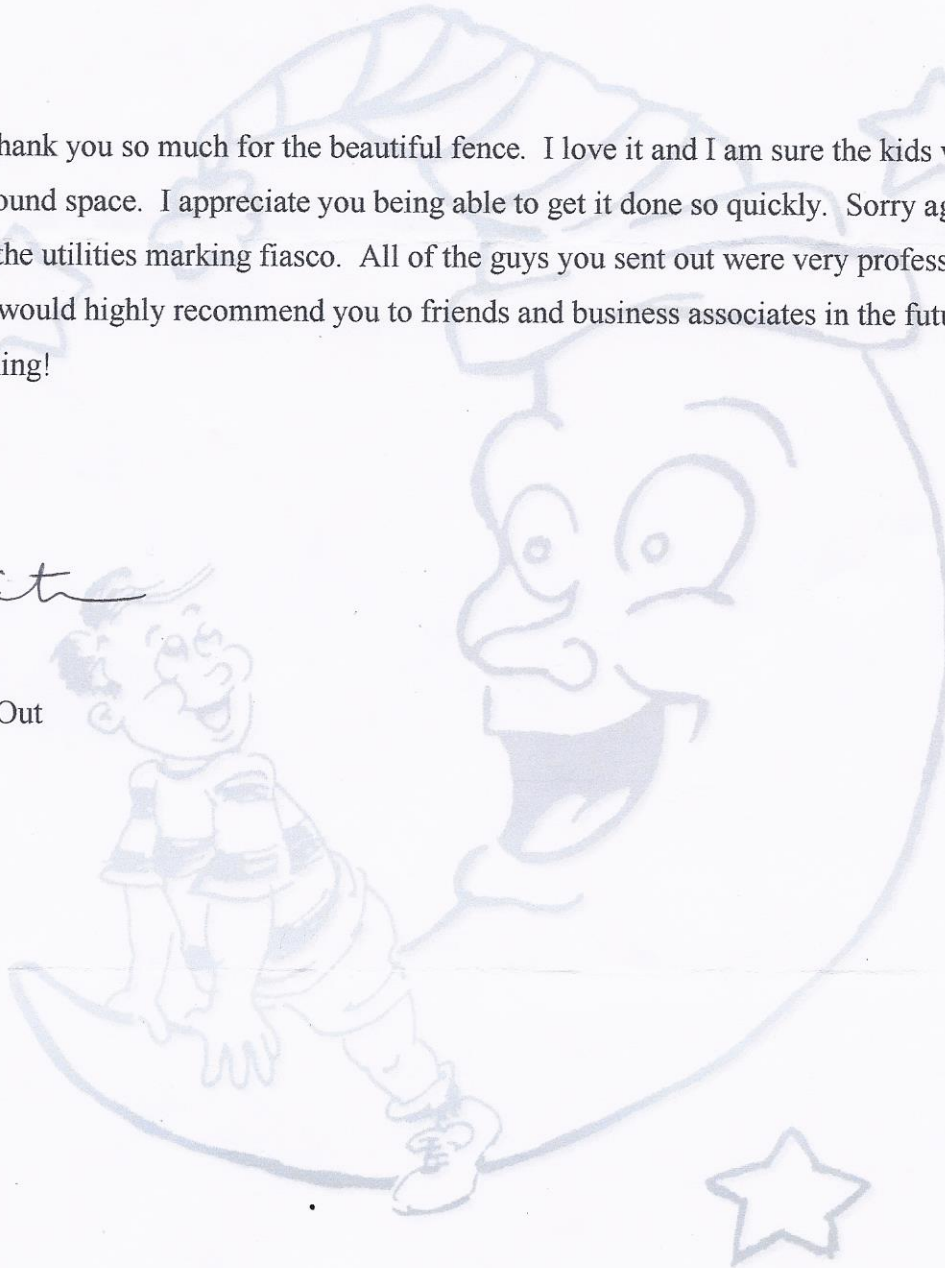 hank you so much for the beautiful fence.  I love it and I am sure the kids
ound space.  I appreciate you being able to get it done so quickly.  Sorry ag
the utilities marking fiasco.  All of the guys you sent out were very profess
would highly recommend you to friends and business associates in the futu
ing!
Out